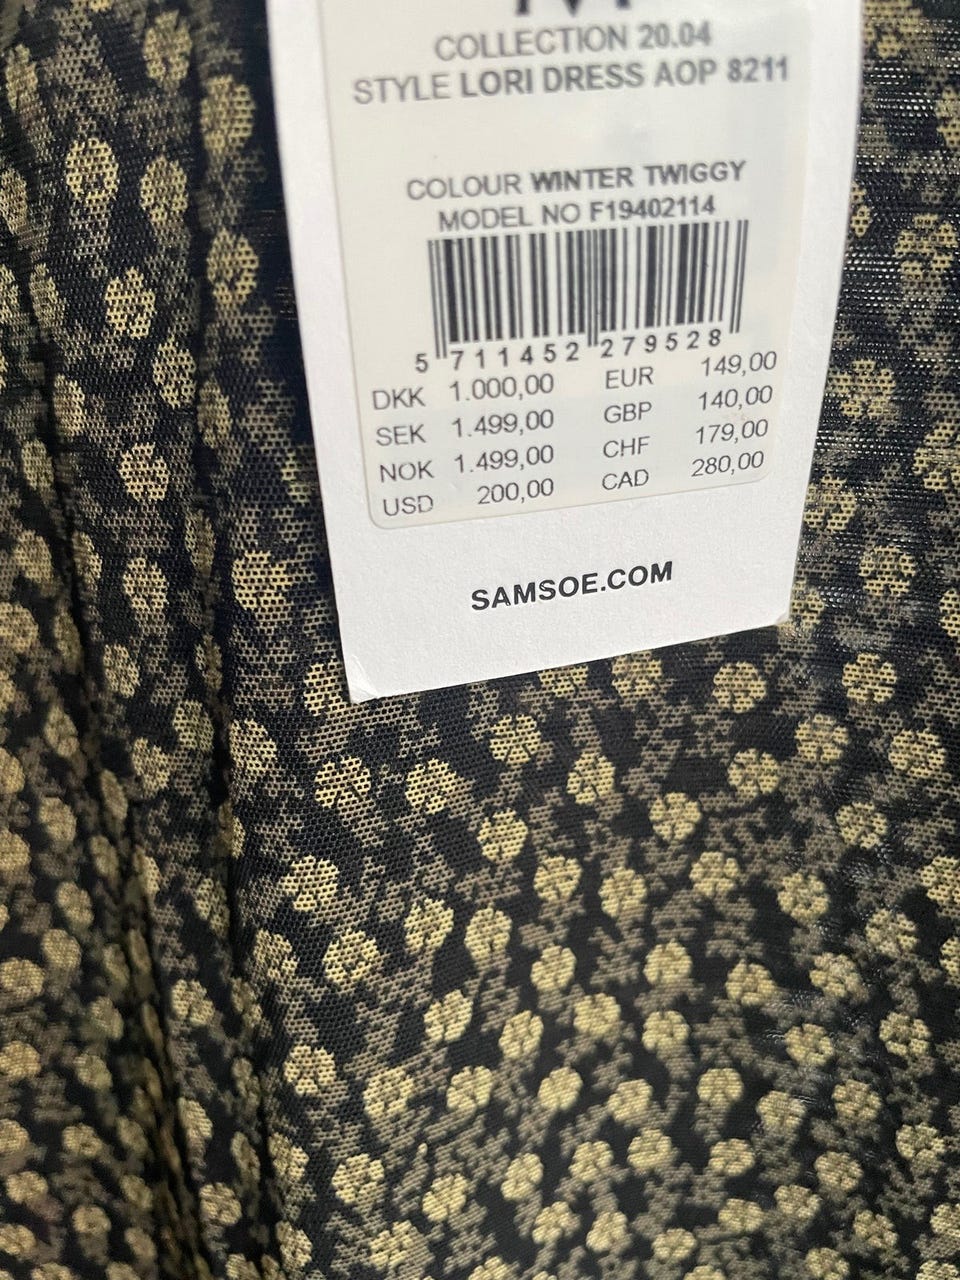 M
COLLECTION 20.04
STYLE LORI DRESS AOP 8211
COLOUR WINTER TWIGGY
MODEL NO F19402114
5 711452 279528
DKK 1.000,00 EUR 149,00
SEK 1.499,00 GBP 140,00
NOK 1.499,00 CHF 179,00
USD 200,00 CAD 280,00
SAMSOE.COM